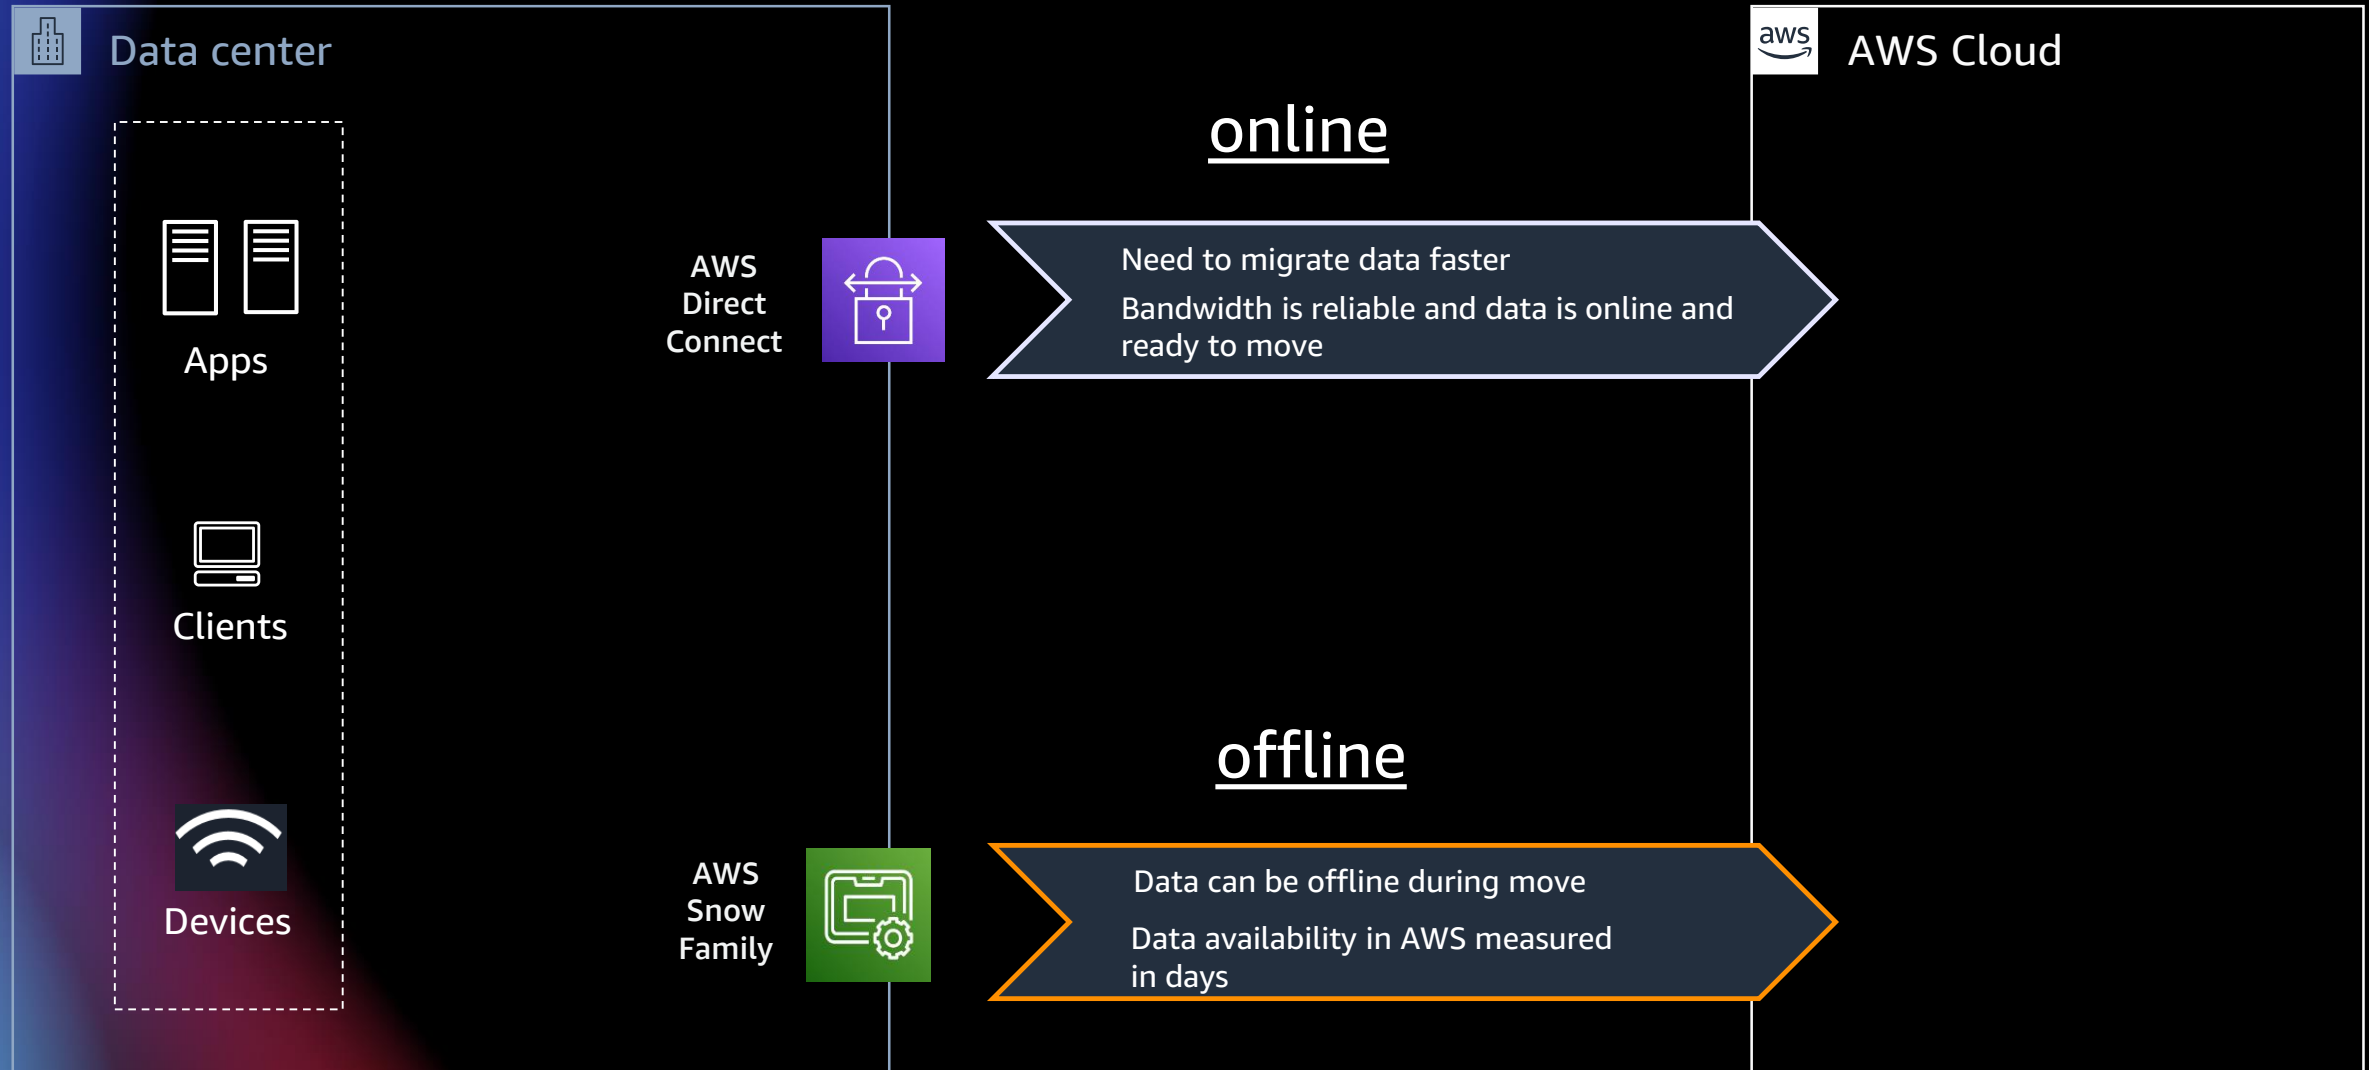 Data center
aws
AWS Cloud
online
Apps
AWS
Direct
Connect
Need to migrate data faster
Bandwidth is reliable and data is online and
ready to move
Clients
offline
Devices
AWS
Snow
Family
Data can be offline during move
Data availability in AWS measured
in days